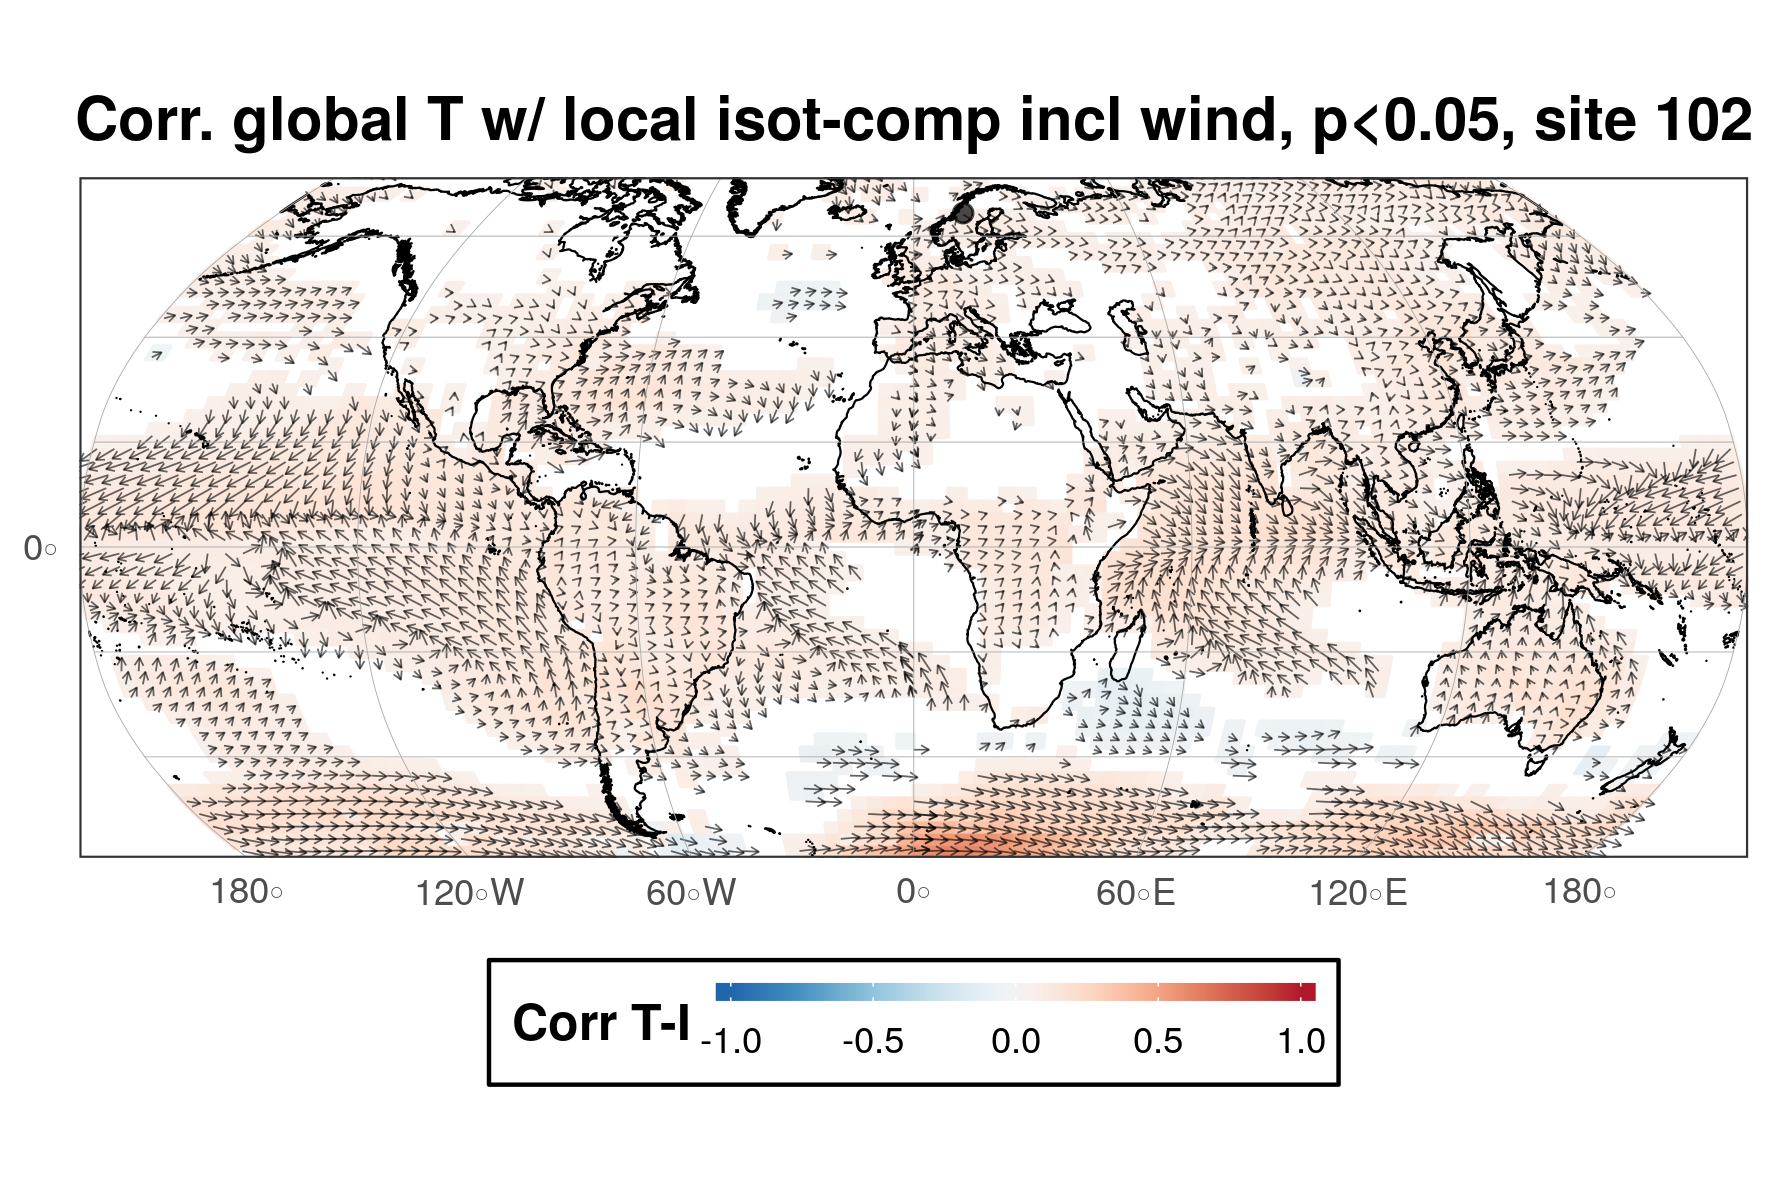 Corr. global T w/ local isot-comp incl wind, p<0.05, site 102
0°
180° 120°W 60°W 0° 60°E 120°E 180°
Corr T-I
-1.0 -0.5 0.0 0.5 1.0